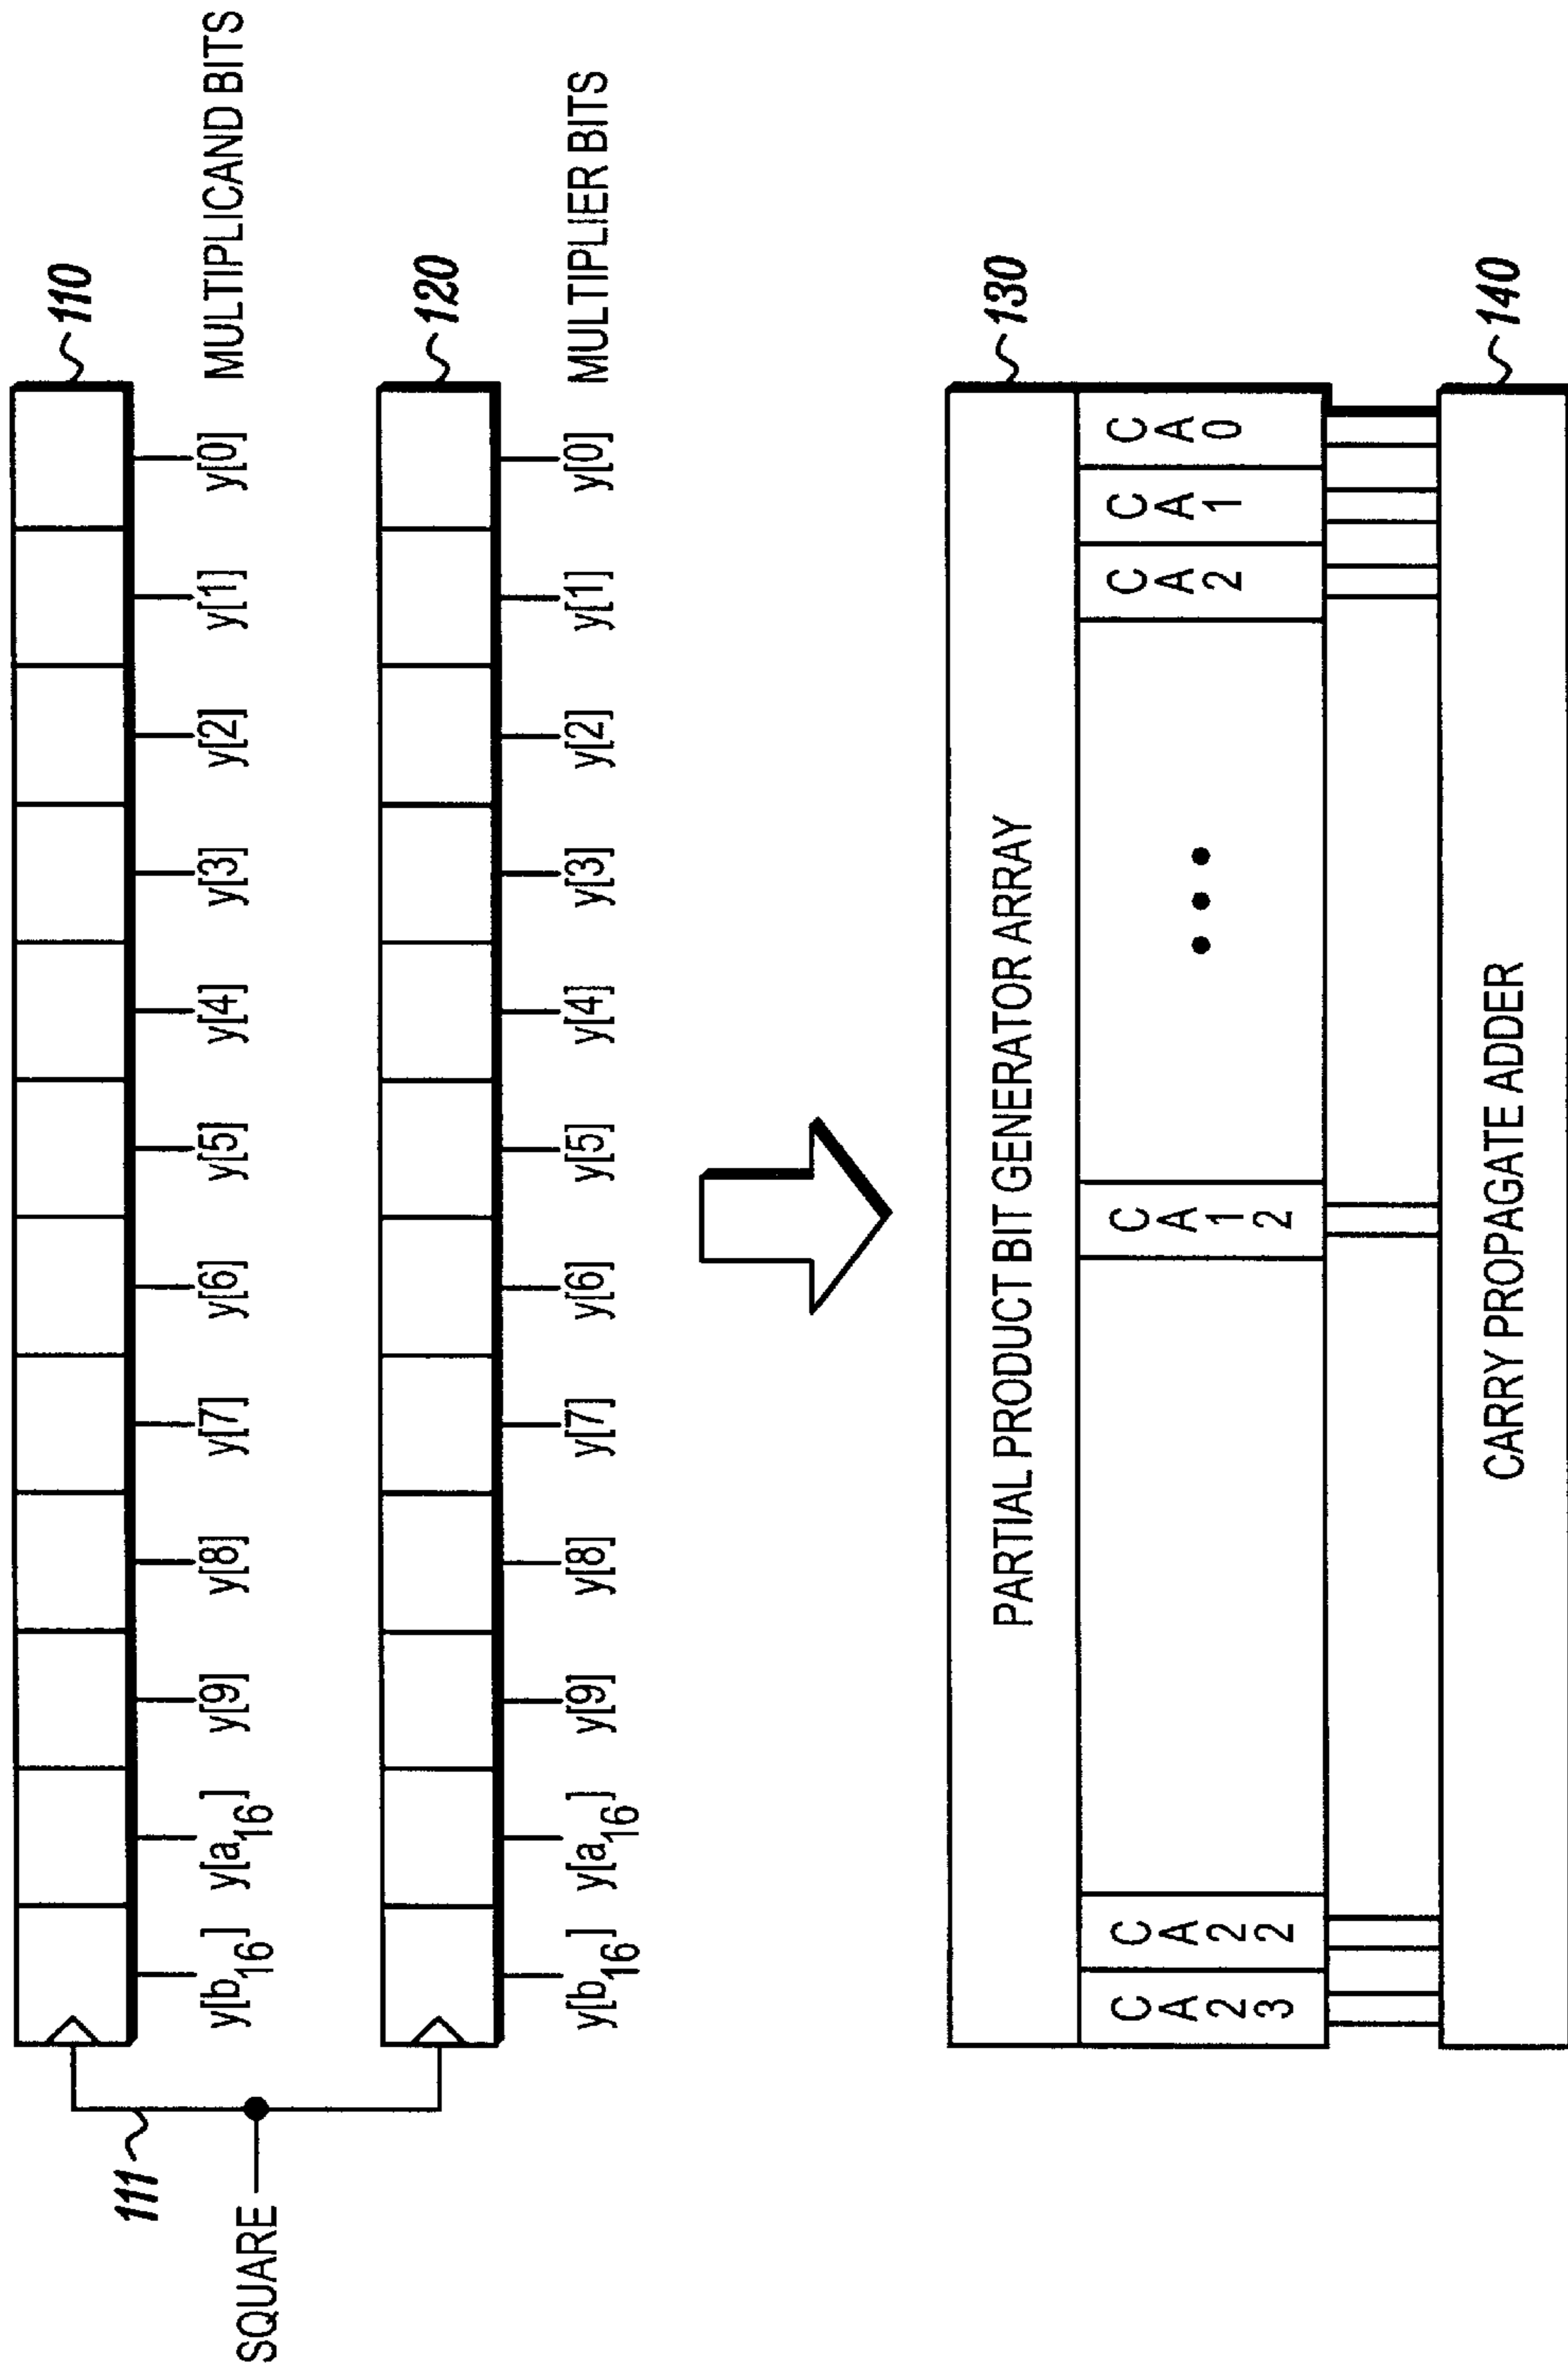 110
y[b16] y[a16] y[9] y[8] y[7] y[6] y[5] y[4] y[3] y[2] y[1] y[0] MULTIPLICAND BITS
111
SQUARE
120
y[b16] y[a16] y[9] y[8] y[7] y[6] y[5] y[4] y[3] y[2] y[1] y[0] MULTIPLIER BITS
130
PARTIAL PRODUCT BIT GENERATOR ARRAY
CA23 CA22 CA12 ... CA2 CA1 CA0
140
CARRY PROPAGATE ADDER